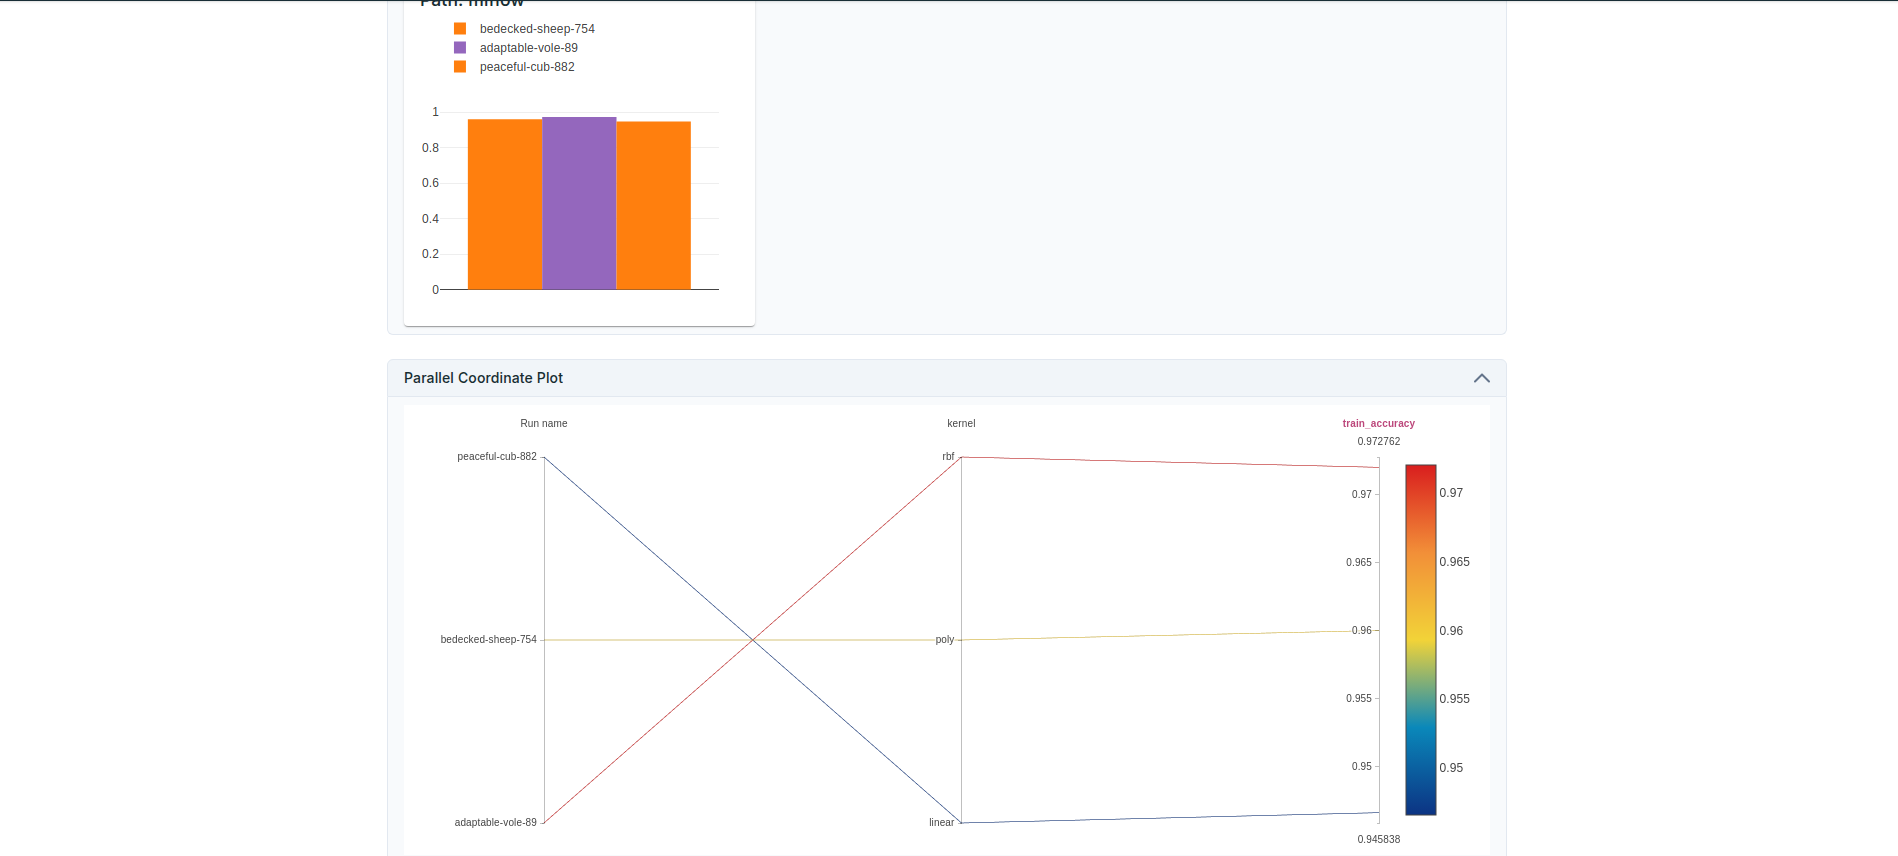 Path: mlflow
bedecked-sheep-754
adaptable-vole-89
peaceful-cub-882
1
0.8
0.6
0.4
0.2
0
Parallel Coordinate Plot
Run name
kernel
train_accuracy
0.972762
peaceful-cub-882
rbf
0.97
0.97
0.965
0.965
bedecked-sheep-754
poly
0.96
0.96
0.955
0.955
0.95
0.95
adaptable-vole-89
linear
0.945838